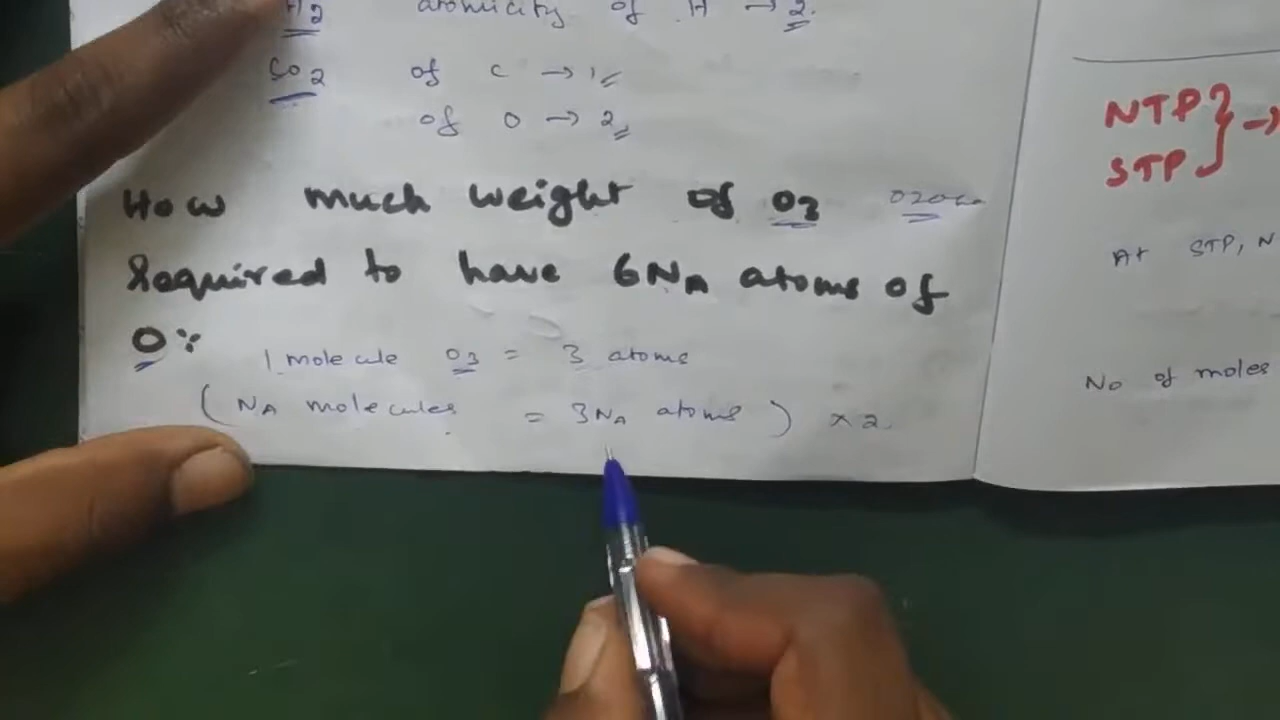 H2 atomicity of H → 2.
CO2 of C → 1
of O → 2
How much weight of O3 ozone
required to have 6NA atoms of
O:
1 molecule O3 = 3 atoms
(NA molecules = 3NA atoms) × 2
NTP } →
STP
At STP, N
No of moles